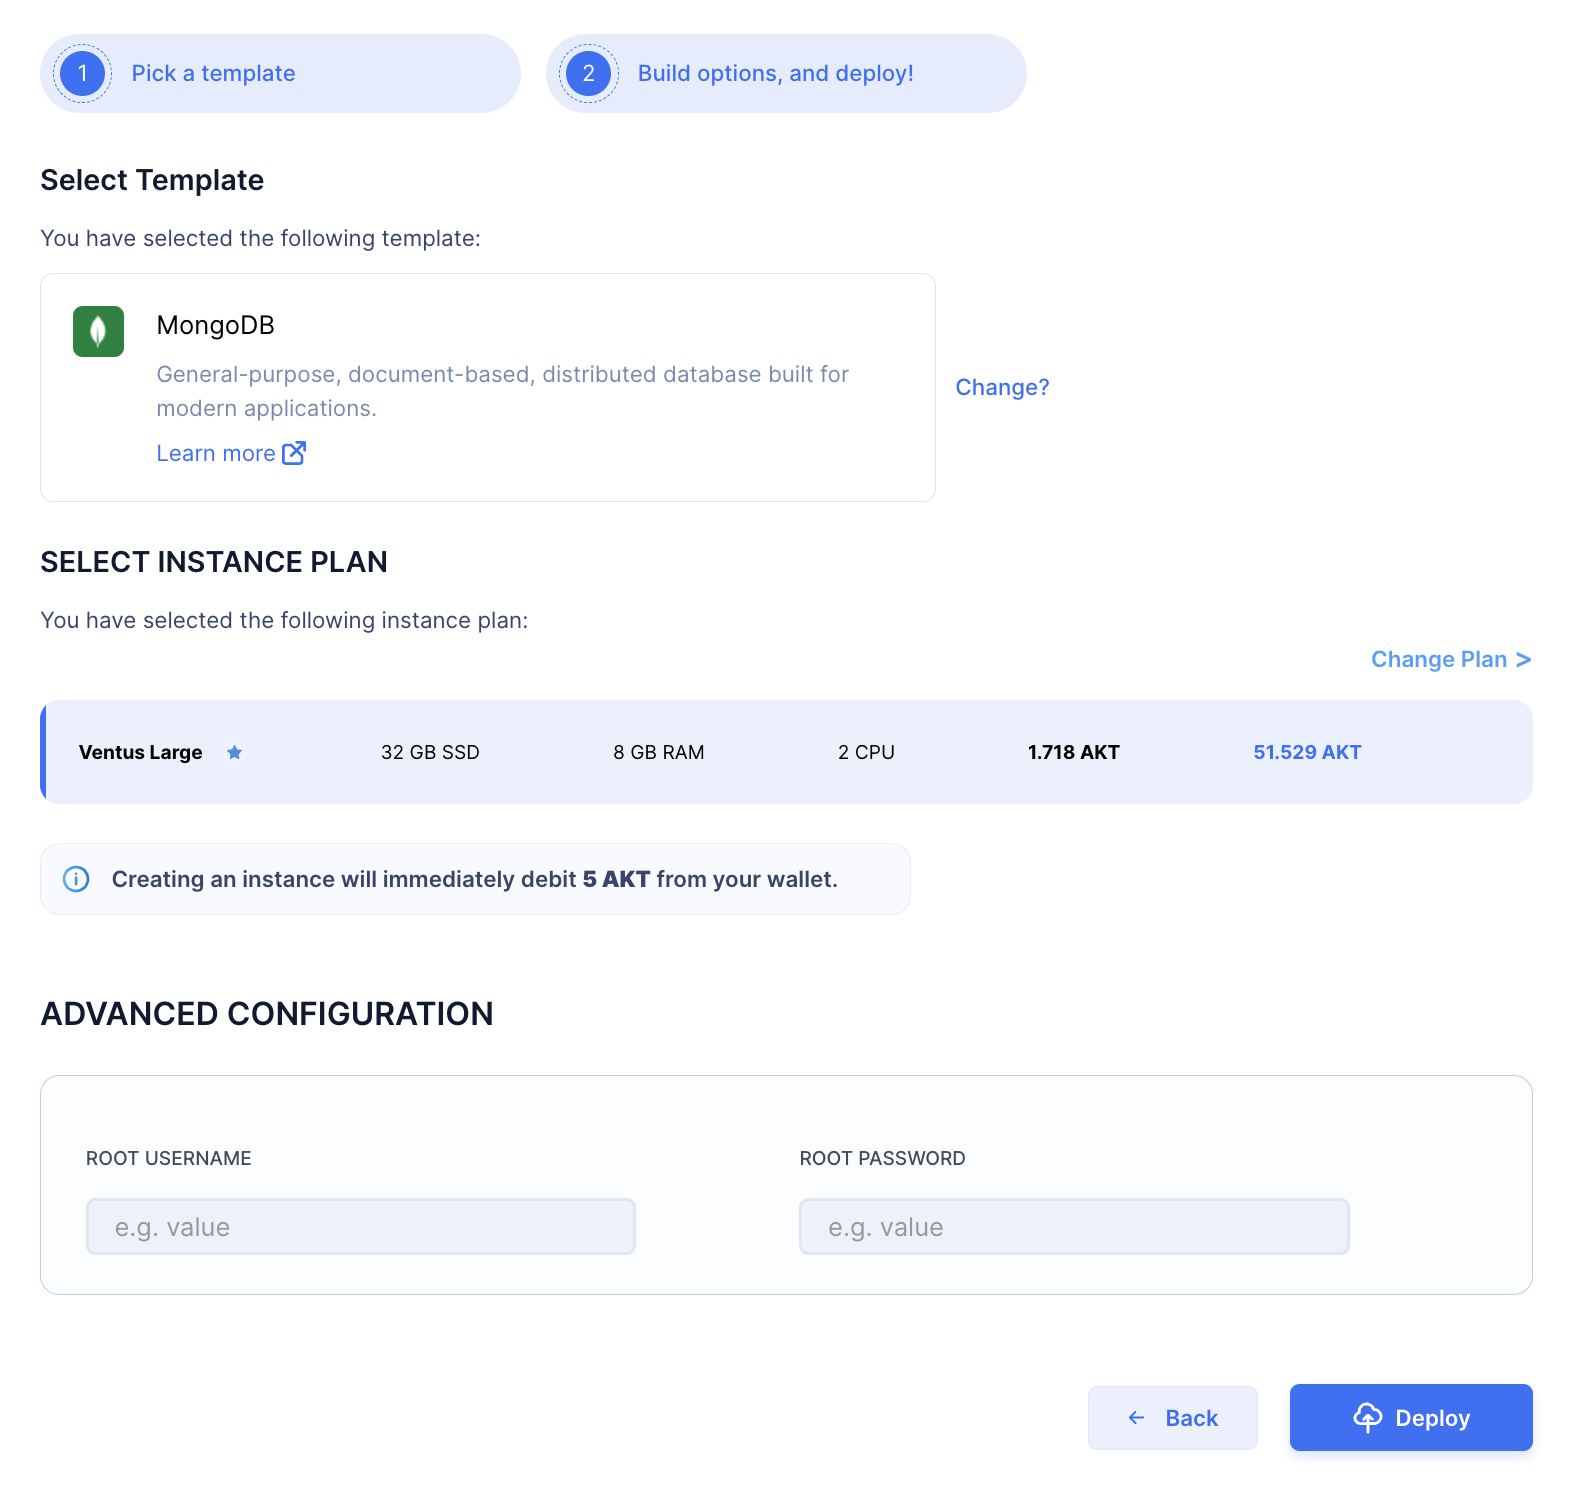 1 Pick a template
2 Build options, and deploy!
Select Template
You have selected the following template:
MongoDB
General-purpose, document-based, distributed database built for
modern applications.
Learn more
Change?
SELECT INSTANCE PLAN
You have selected the following instance plan:
Change Plan >
Ventus Large 32 GB SSD 8 GB RAM 2 CPU 1.718 AKT 51.529 AKT
Creating an instance will immediately debit 5 AKT from your wallet.
ADVANCED CONFIGURATION
ROOT USERNAME ROOT PASSWORD
e.g. value e.g. value
Back Deploy